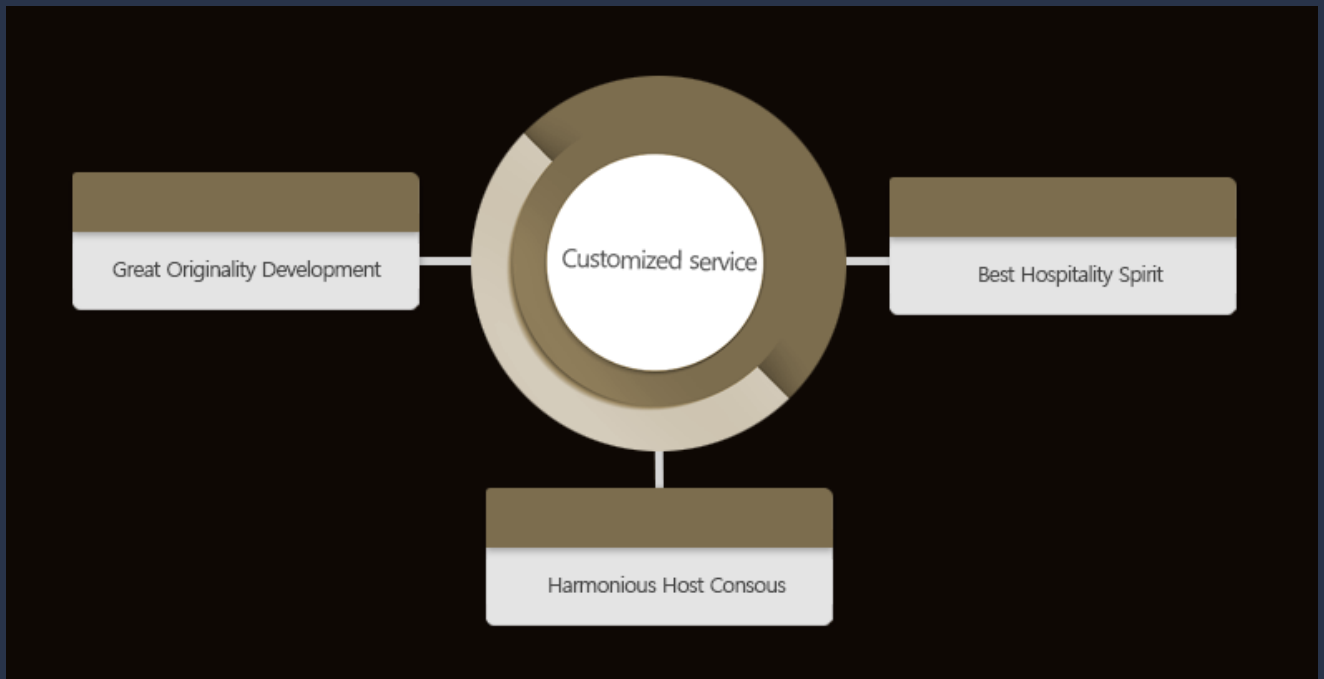 Customized service
Great Originality Development
Best Hospitality Spirit
Harmonious Host Consous